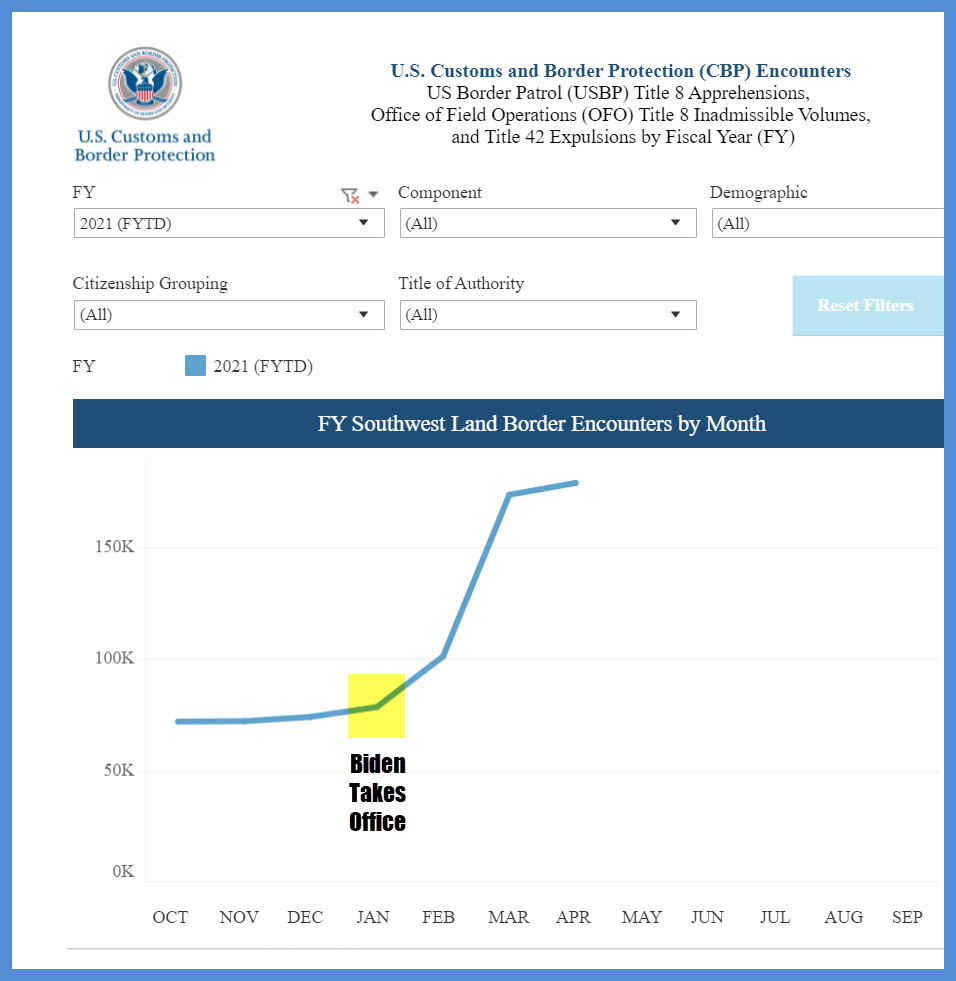 U.S. Customs and
Border Protection
U.S. Customs and Border Protection (CBP) Encounters
US Border Patrol (USBP) Title 8 Apprehensions,
Office of Field Operations (OFO) Title 8 Inadmissible Volumes,
and Title 42 Expulsions by Fiscal Year (FY)
FY
Component
Demographic
2021 (FYTD)
(All)
(All)
Citizenship Grouping
Title of Authority
(All)
(All)
Reset Filters
FY
2021 (FYTD)
FY Southwest Land Border Encounters by Month
150K
100K
50K
0K
Biden
Takes
Office
OCT NOV DEC JAN FEB MAR APR MAY JUN JUL AUG SEP